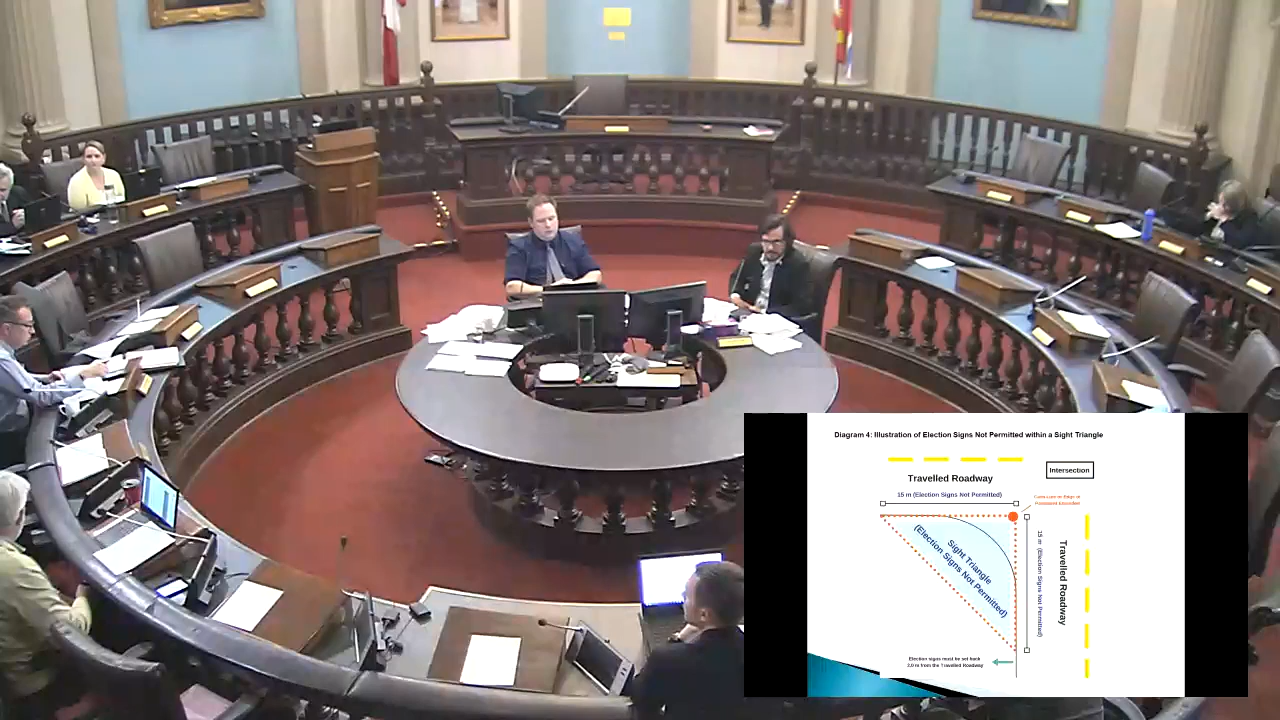 Diagram 4: Illustration of Election Signs Not Permitted within a Sight Triangle
Travelled Roadway
Intersection
15 m (Election Signs Not Permitted)
Sight Triangle
(Election Signs Not Permitted)
15 m (Election Signs Not Permitted)
Travelled Roadway
Election signs must be set back
2.0 m from the Travelled Roadway